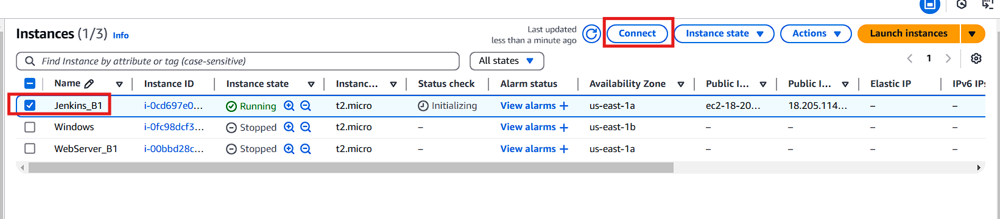 Instances (1/3) Info
Last updated
less than a minute ago
Connect
Instance state
Actions
Launch instances
Find Instance by attribute or tag (case-sensitive)
All states
1
Name Instance ID Instance state Instanc... Status check Alarm status Availability Zone Public I... Public I... Elastic IP IPv6 IPs
Jenkins_B1 i-0cd697e0... Running t2.micro Initializing View alarms + us-east-1a ec2-18-20... 18.205.114... – –
Windows i-0fc98dcf3... Stopped t2.micro – View alarms + us-east-1b – – – –
WebServer_B1 i-00bbd28c... Stopped t2.micro – View alarms + us-east-1a – – – –